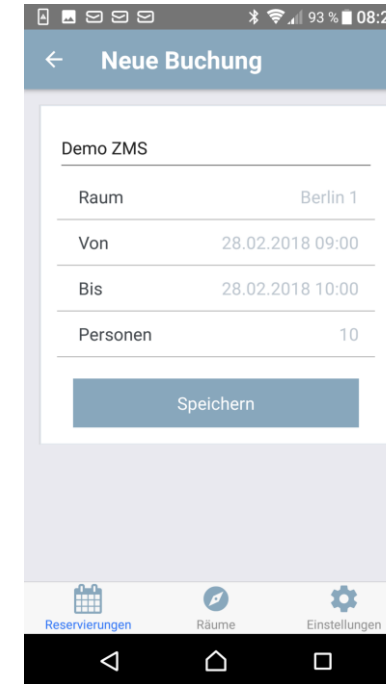 93 % 08:2
Neue Buchung
Demo ZMS
Raum Berlin 1
Von 28.02.2018 09:00
Bis 28.02.2018 10:00
Personen 10
Speichern
Reservierungen Räume Einstellungen